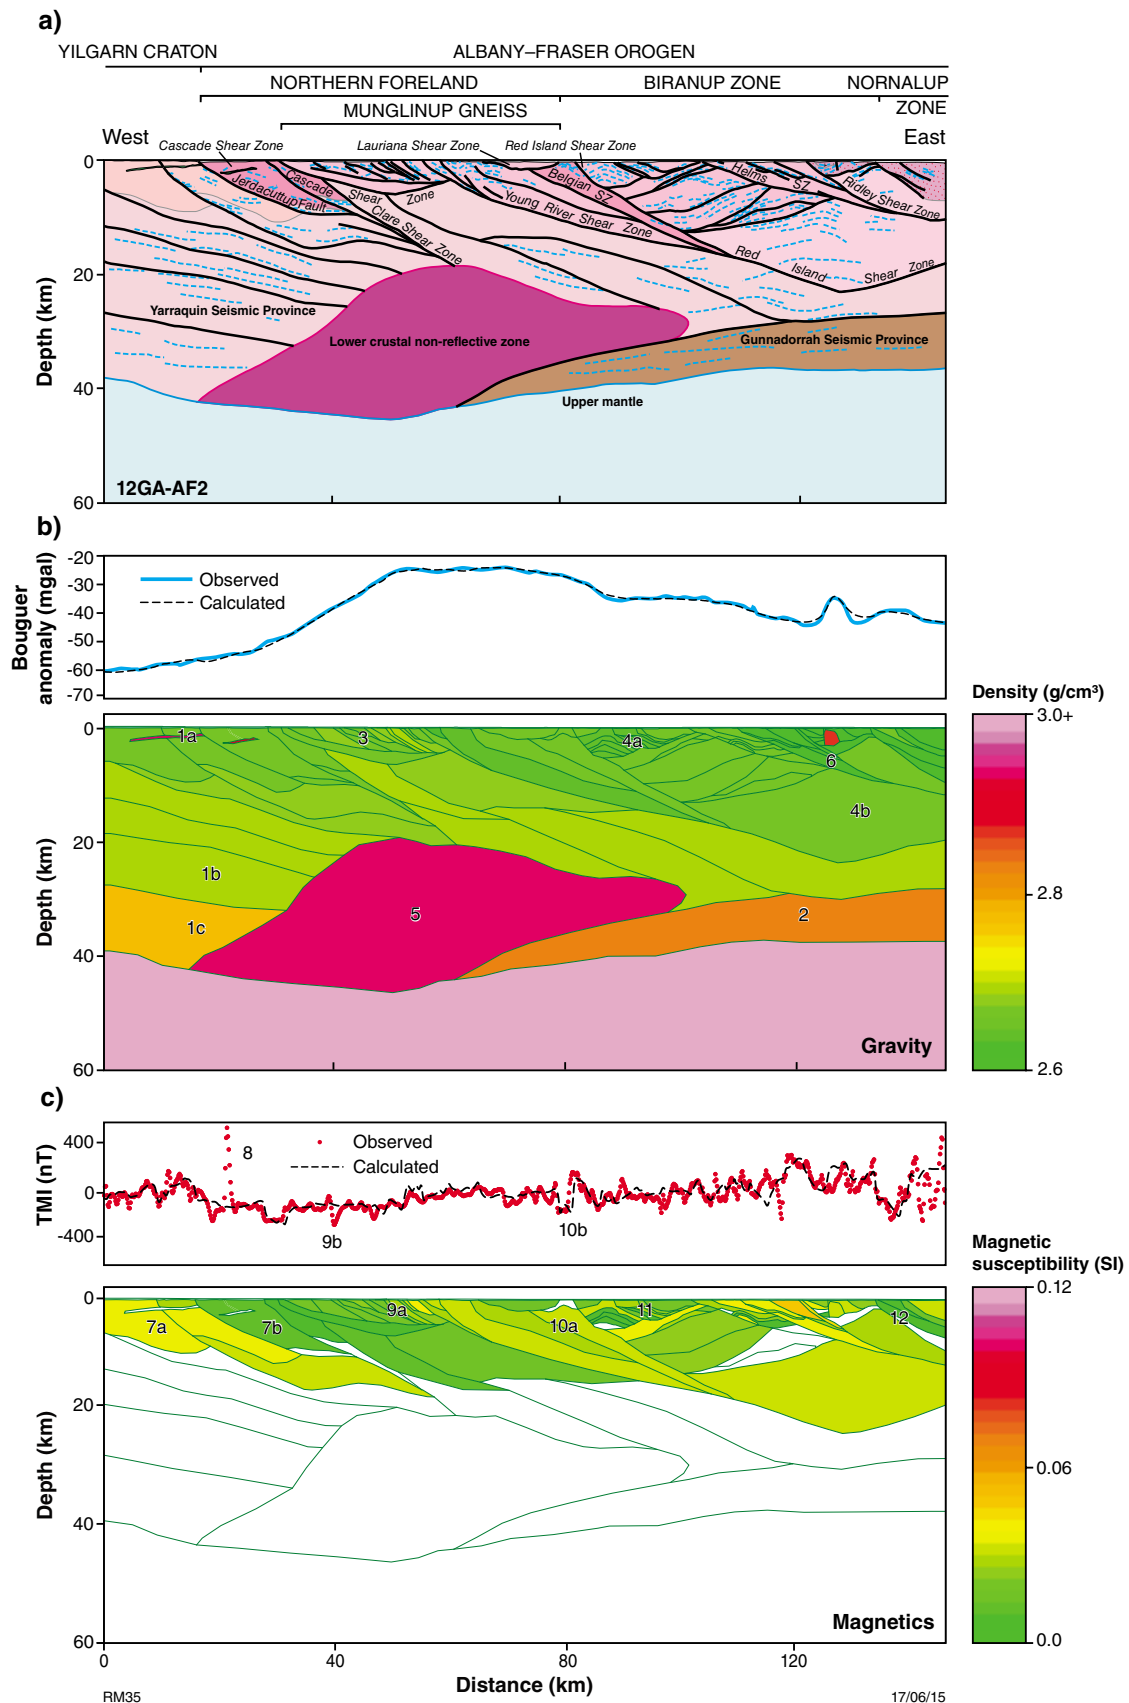 a)
YILGARN CRATON
ALBANY–FRASER OROGEN
NORTHERN FORELAND
BIRANUP ZONE
NORNALUP
ZONE
MUNGLINUP GNEISS
West
East
Cascade Shear Zone
Lauriana Shear Zone
Red Island Shear Zone
Jerdacuttup Fault
Cascade Shear Zone
Clare Shear Zone
Belgian SZ
Young River Shear Zone
Helms SZ
Ridley Shear Zone
Red Island Shear Zone
Yarraquin Seismic Province
Lower crustal non-reflective zone
Gunnadorrah Seismic Province
Upper mantle
12GA-AF2
Depth (km)
0
20
40
60
b)
Bouguer
anomaly (mgal)
-20
-30
-40
-50
-60
-70
Observed
Calculated
Depth (km)
0
20
40
60
1a
3
4a
6
4b
1b
5
2
1c
Gravity
Density (g/cm³)
3.0+
2.8
2.6
c)
TMI (nT)
400
0
-400
8
Observed
Calculated
9b
10b
Depth (km)
0
20
40
60
7a
7b
9a
10a
11
12
Magnetics
Magnetic
susceptibility (SI)
0.12
0.06
0.0
0
40
80
120
Distance (km)
RM35
17/06/15